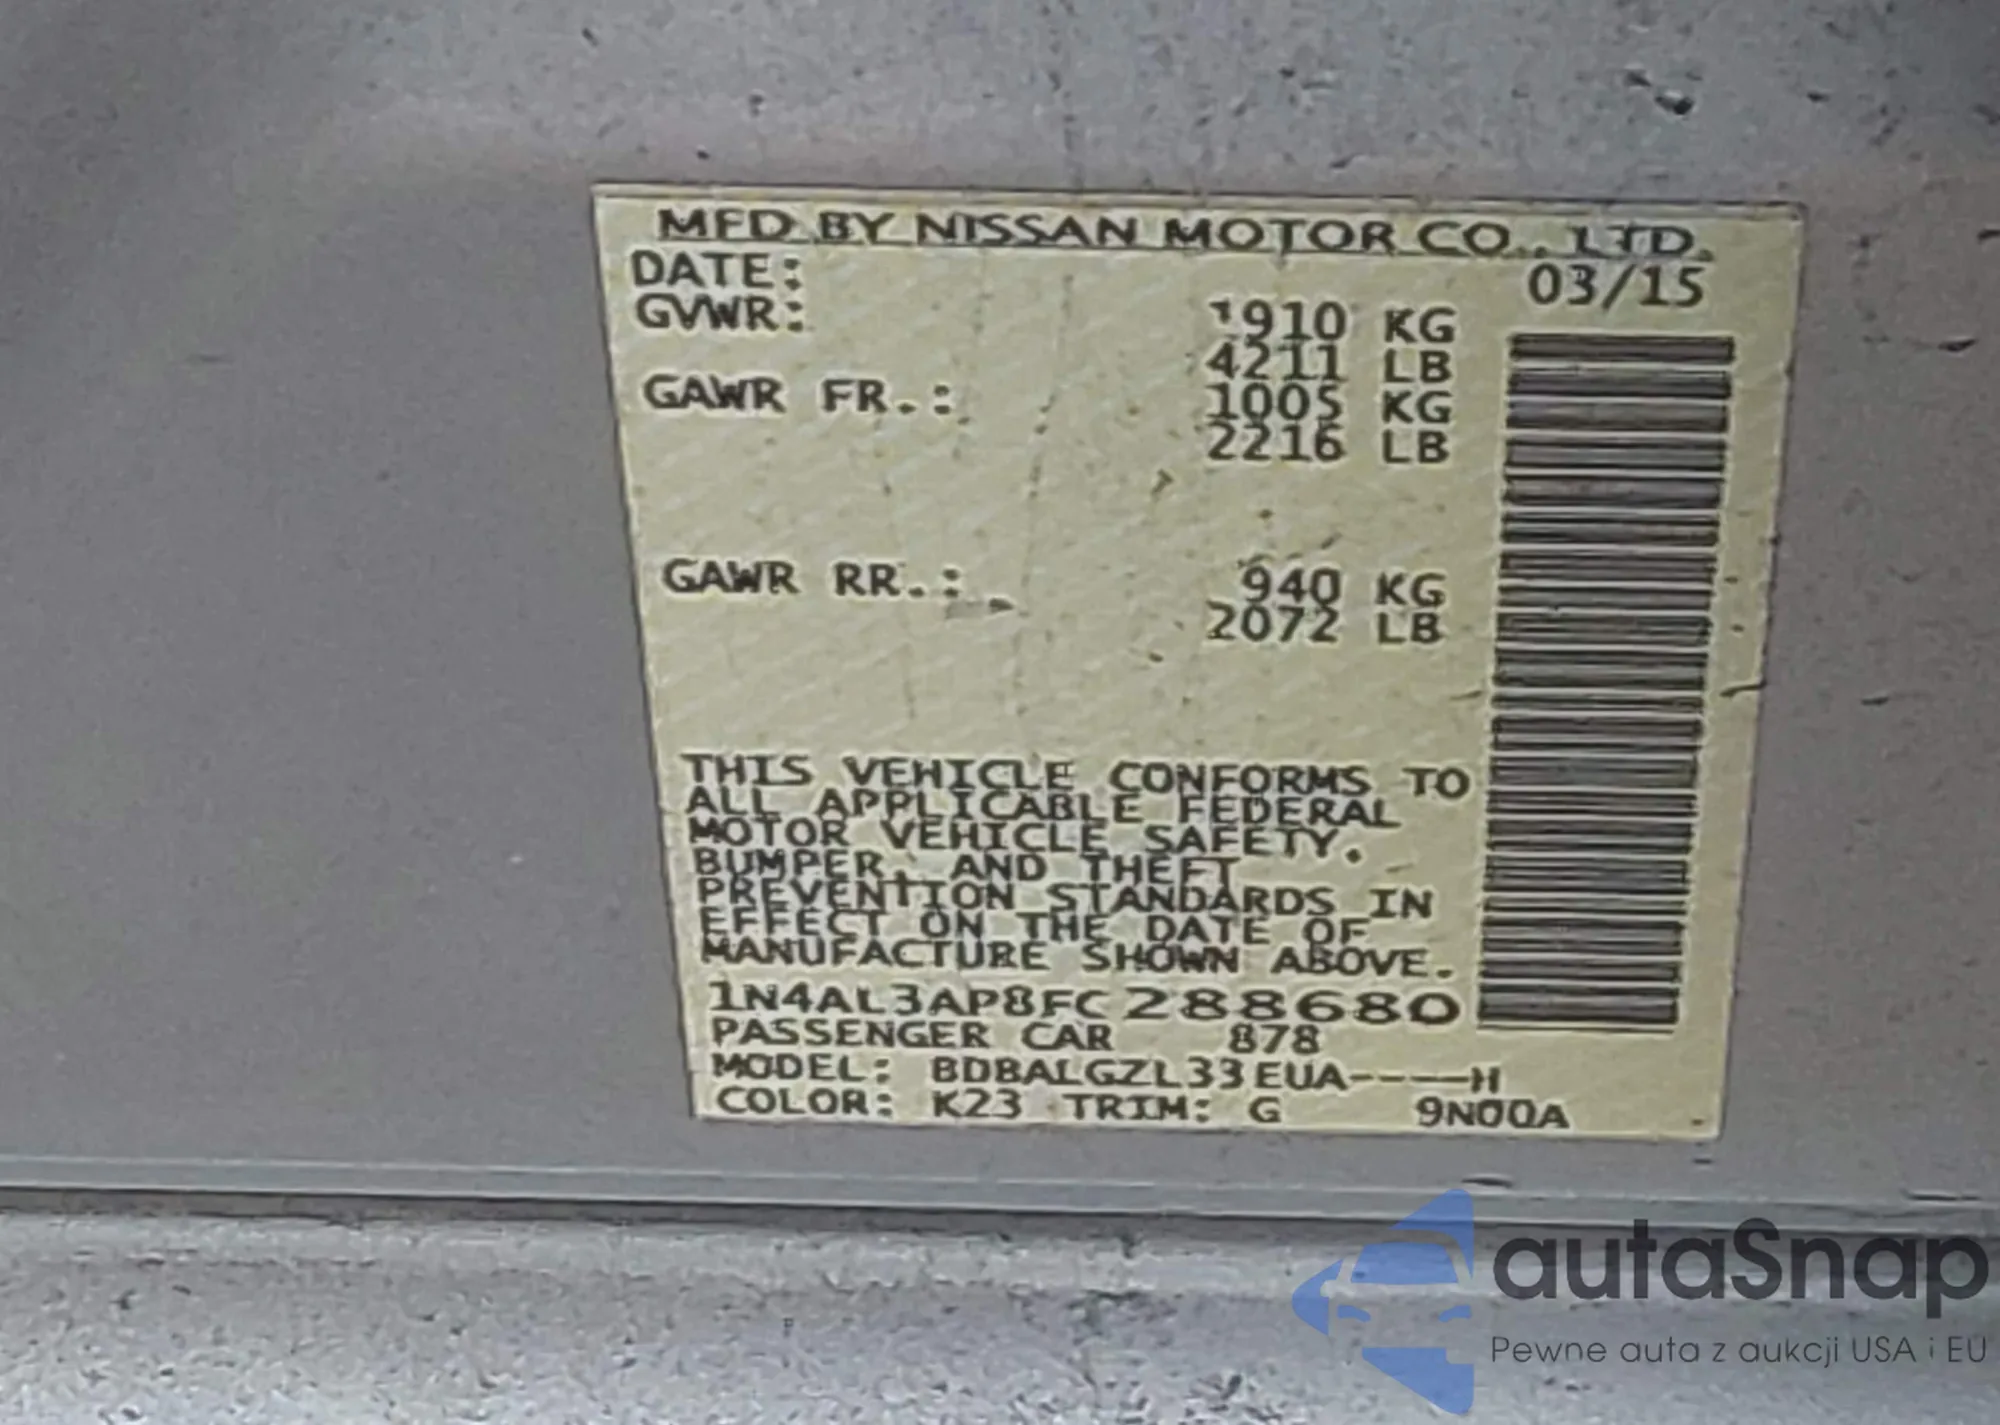 MFD BY NISSAN MOTOR CO., LTD.
DATE: 03/15
GVWR: 1910 KG
4211 LB
GAWR FR.: 1005 KG
2216 LB
GAWR RR.: 940 KG
2072 LB
THIS VEHICLE CONFORMS TO
ALL APPLICABLE FEDERAL
MOTOR VEHICLE SAFETY,
BUMPER, AND THEFT
PREVENTION STANDARDS IN
EFFECT ON THE DATE OF
MANUFACTURE SHOWN ABOVE.
1N4AL3AP8FC288680
PASSENGER CAR 878
MODEL: BDBALGZL33EUA----H
COLOR: K23 TRIM: G 9N00A
autaSnap
Pewne auta z aukcji USA i EU